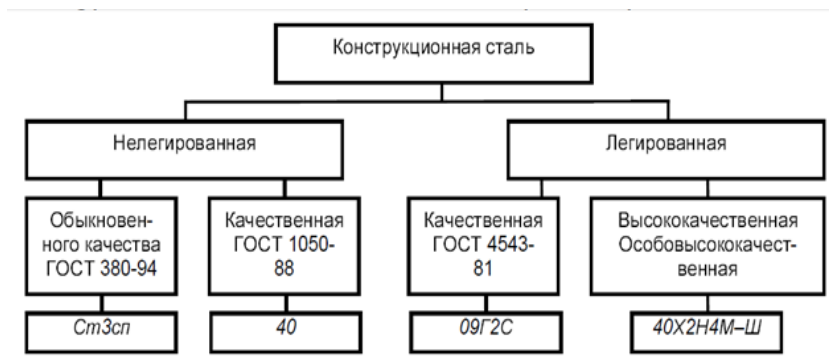 Конструкционная сталь
Нелегированная
Легированная
Обыкновен-
ного качества
ГОСТ 380-94
Качественная
ГОСТ 1050-
88
Качественная
ГОСТ 4543-
81
Высококачественная
Особовысококачест-
венная
Ст3сп
40
09Г2С
40Х2Н4М–Ш